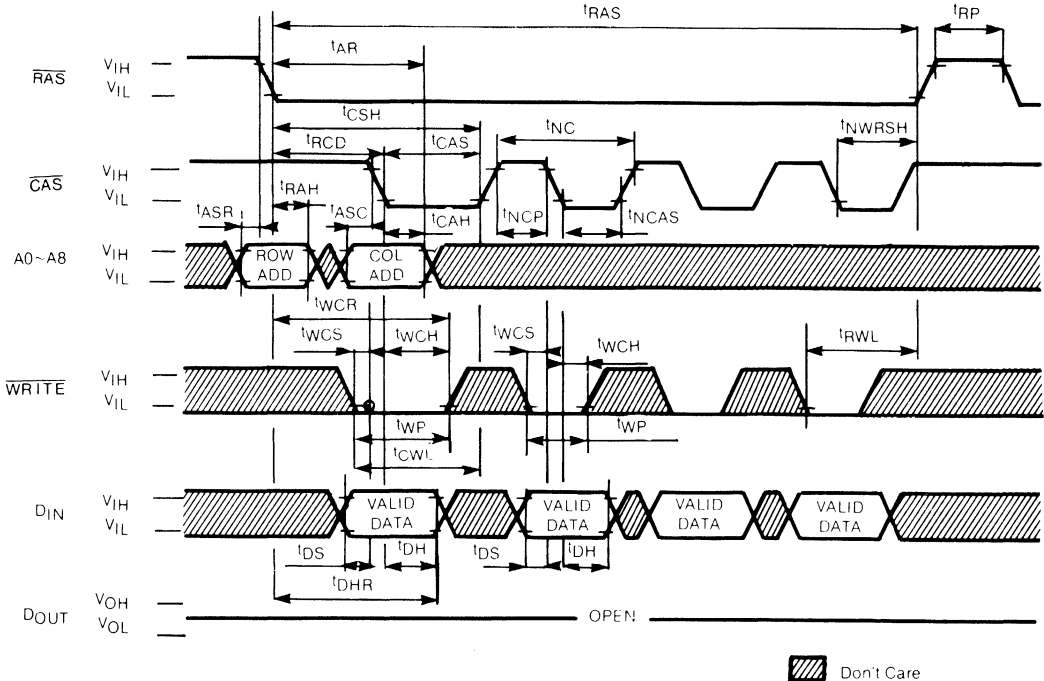 tRAS
tRP
tAR
RAS
VIH
VIL
tCSH
tNC
tNWRSH
tRCD
tCAS
CAS
VIH
VIL
tRAH
tASR
tASC
tCAH
tNCP
tNCAS
A0~A8
VIH
VIL
ROW
ADD
COL
ADD
tWCR
tWCS
tWCH
tWCS
tWCH
tRWL
WRITE
VIH
VIL
tWP
tWP
tCWL
DIN
VIH
VIL
VALID
DATA
VALID
DATA
VALID
DATA
VALID
DATA
tDS
tDH
tDS
tDH
tDHR
DOUT
VOH
VOL
OPEN
Don't Care